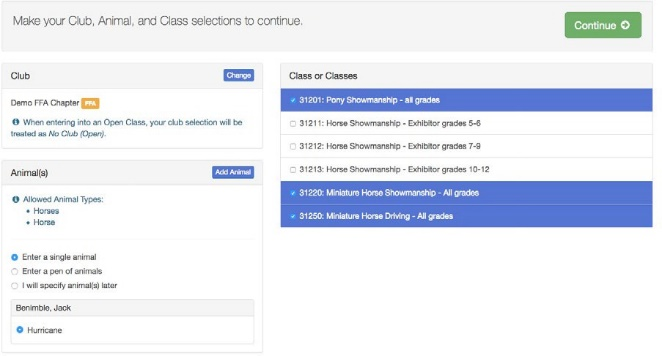 Make your Club, Animal, and Class selections to continue.
Continue
Club
Change
Demo FFA Chapter FFA
When entering into an Open Class, your club selection will be
treated as No Club (Open).
Animal(s)
Add Animal
Allowed Animal Types:
• Horses
• Horse
Enter a single animal
Enter a pen of animals
I will specify animal(s) later
Benimble, Jack
Hurricane
Class or Classes
31201: Pony Showmanship - all grades
31211: Horse Showmanship - Exhibitor grades 5-6
31212: Horse Showmanship - Exhibitor grades 7-9
31213: Horse Showmanship - Exhibitor grades 10-12
31220: Miniature Horse Showmanship - All grades
31250: Miniature Horse Driving - All grades